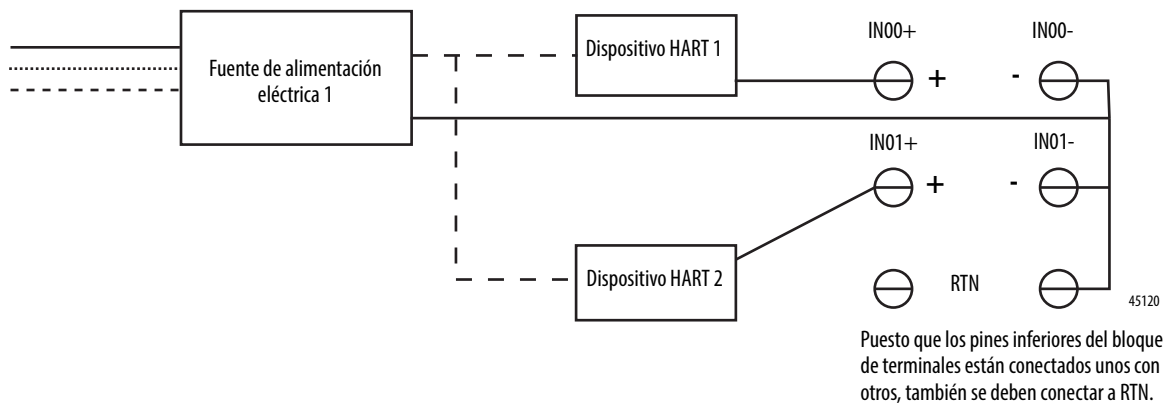 Fuente de alimentación
eléctrica 1
Dispositivo HART 1
IN00+
IN00-
+
-
IN01+
IN01-
+
-
Dispositivo HART 2
RTN
45120
Puesto que los pines inferiores del bloque
de terminales están conectados unos con
otros, también se deben conectar a RTN.